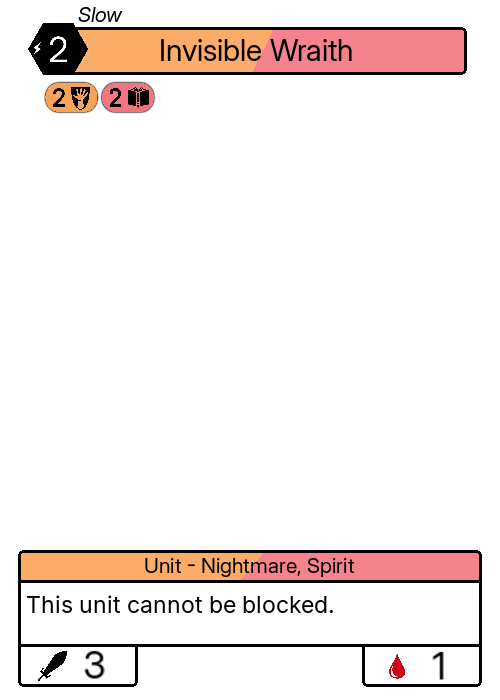 Slow
2 Invisible Wraith
2 2
Unit - Nightmare, Spirit
This unit cannot be blocked.
3 1